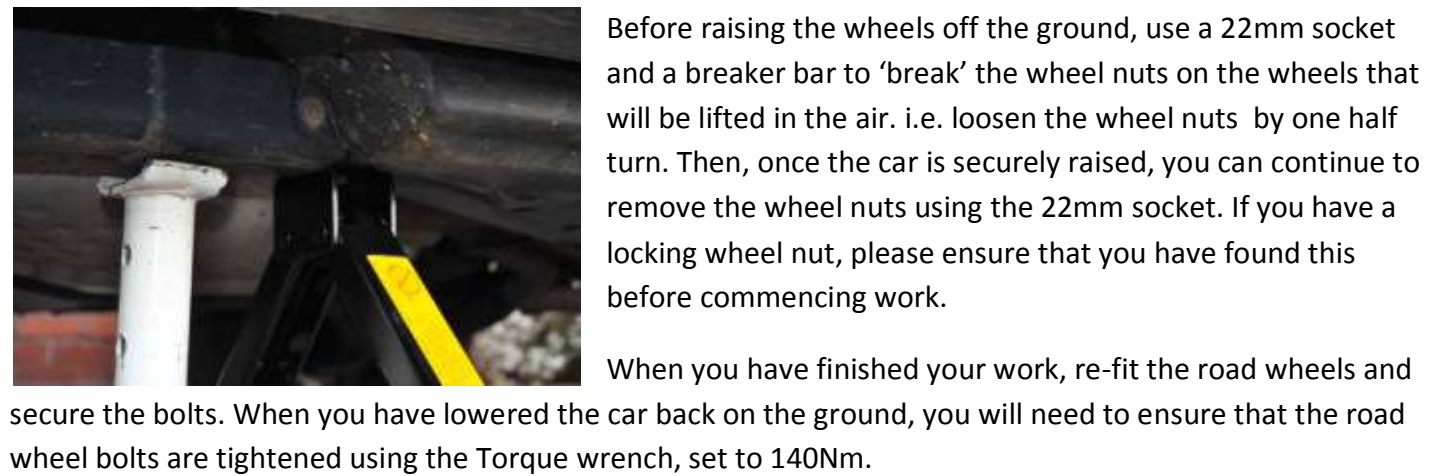 Before raising the wheels off the ground, use a 22mm socket
and a breaker bar to ‘break’ the wheel nuts on the wheels that
will be lifted in the air. i.e. loosen the wheel nuts  by one half
turn. Then, once the car is securely raised, you can continue to
remove the wheel nuts using the 22mm socket. If you have a
locking wheel nut, please ensure that you have found this
before commencing work.
When you have finished your work, re-fit the road wheels and
secure the bolts. When you have lowered the car back on the ground, you will need to ensure that the road
wheel bolts are tightened using the Torque wrench, set to 140Nm.